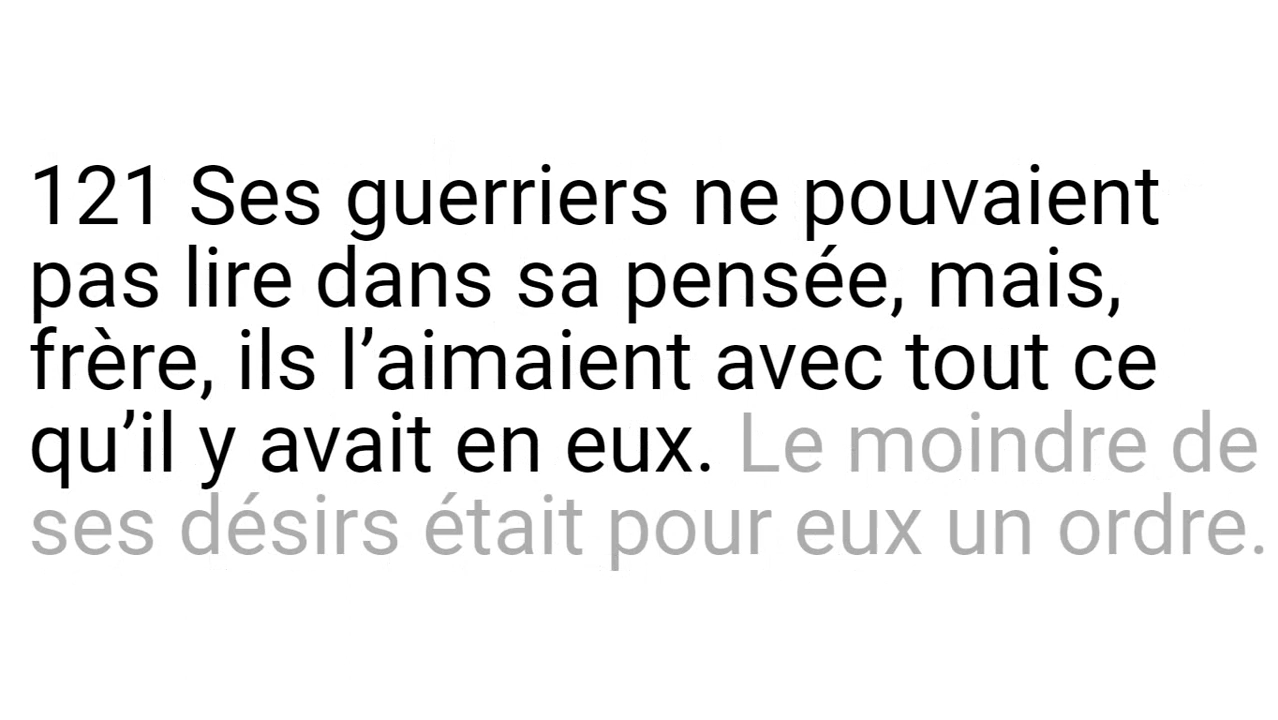 121 Ses guerriers ne pouvaient
pas lire dans sa pensée, mais,
frère, ils l’aimaient avec tout ce
qu’il y avait en eux. Le moindre de
ses désirs était pour eux un ordre.